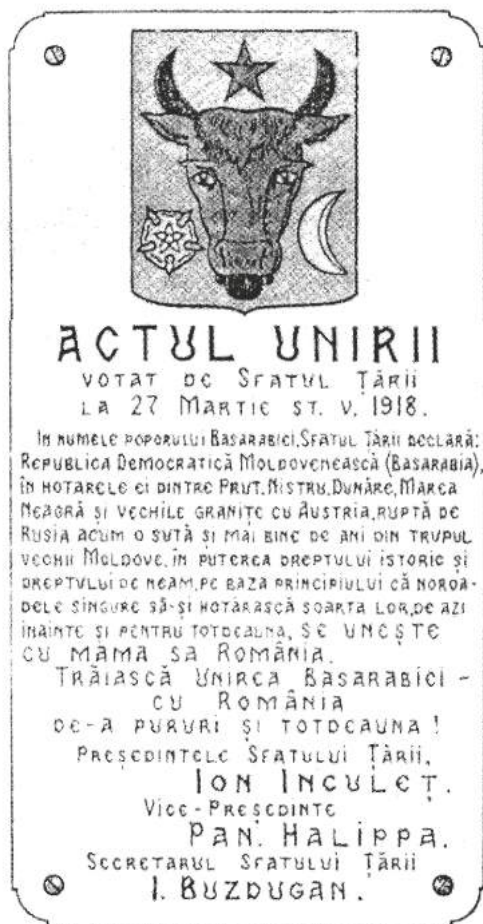 ACTUL UNIRII
VOTAT DE SFATUL ȚĂRII
LA 27 MARTIE ST. V. 1918.
ÎN NUMELE POPORULUI BASARABIEI, SFATUL ȚĂRII DECLARĂ:
REPUBLICA DEMOCRATICĂ MOLDOVENEASCĂ (BASARABIA),
ÎN HOTARELE EI DINTRE PRUT, NISTRU, DUNĂRE, MAREA
NEAGRĂ ȘI VECHILE GRANIȚE CU AUSTRIA, RUPTĂ DE
RUSIA ACUM O SUTĂ ȘI MAI BINE DE ANI DIN TRUPUL
VECHII MOLDOVE, ÎN PUTEREA DREPTULUI ISTORIC ȘI
DREPTULUI DE NEAM, PE BAZA PRINCIPIULUI CĂ NOROA-
DELE SINGURE SĂ-ȘI HOTĂRASCĂ SOARTA LOR, DE AZI
ÎNAINTE ȘI PENTRU TOTDEAUNA, SE UNEȘTE
CU MAMA SA ROMÂNIA.
TRĂIASCĂ UNIREA BASARABIEI -
CU ROMÂNIA
DE-A PURURI ȘI TOTDEAUNA !
PREȘEDINTELE SFATULUI ȚĂRII,
ION INCULEȚ.
VICE-PREȘEDINTE
PAN. HALIPPA.
SECRETARUL SFATULUI ȚĂRII
I. BUZDUGAN.